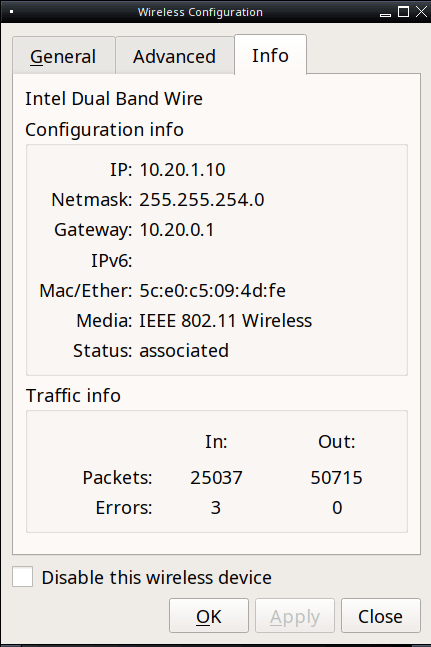 Wireless Configuration
General Advanced Info
Intel Dual Band Wire
Configuration info
IP: 10.20.1.10
Netmask: 255.255.254.0
Gateway: 10.20.0.1
IPv6:
Mac/Ether: 5c:e0:c5:09:4d:fe
Media: IEEE 802.11 Wireless
Status: associated
Traffic info
In: Out:
Packets: 25037 50715
Errors: 3 0
Disable this wireless device
OK Apply Close